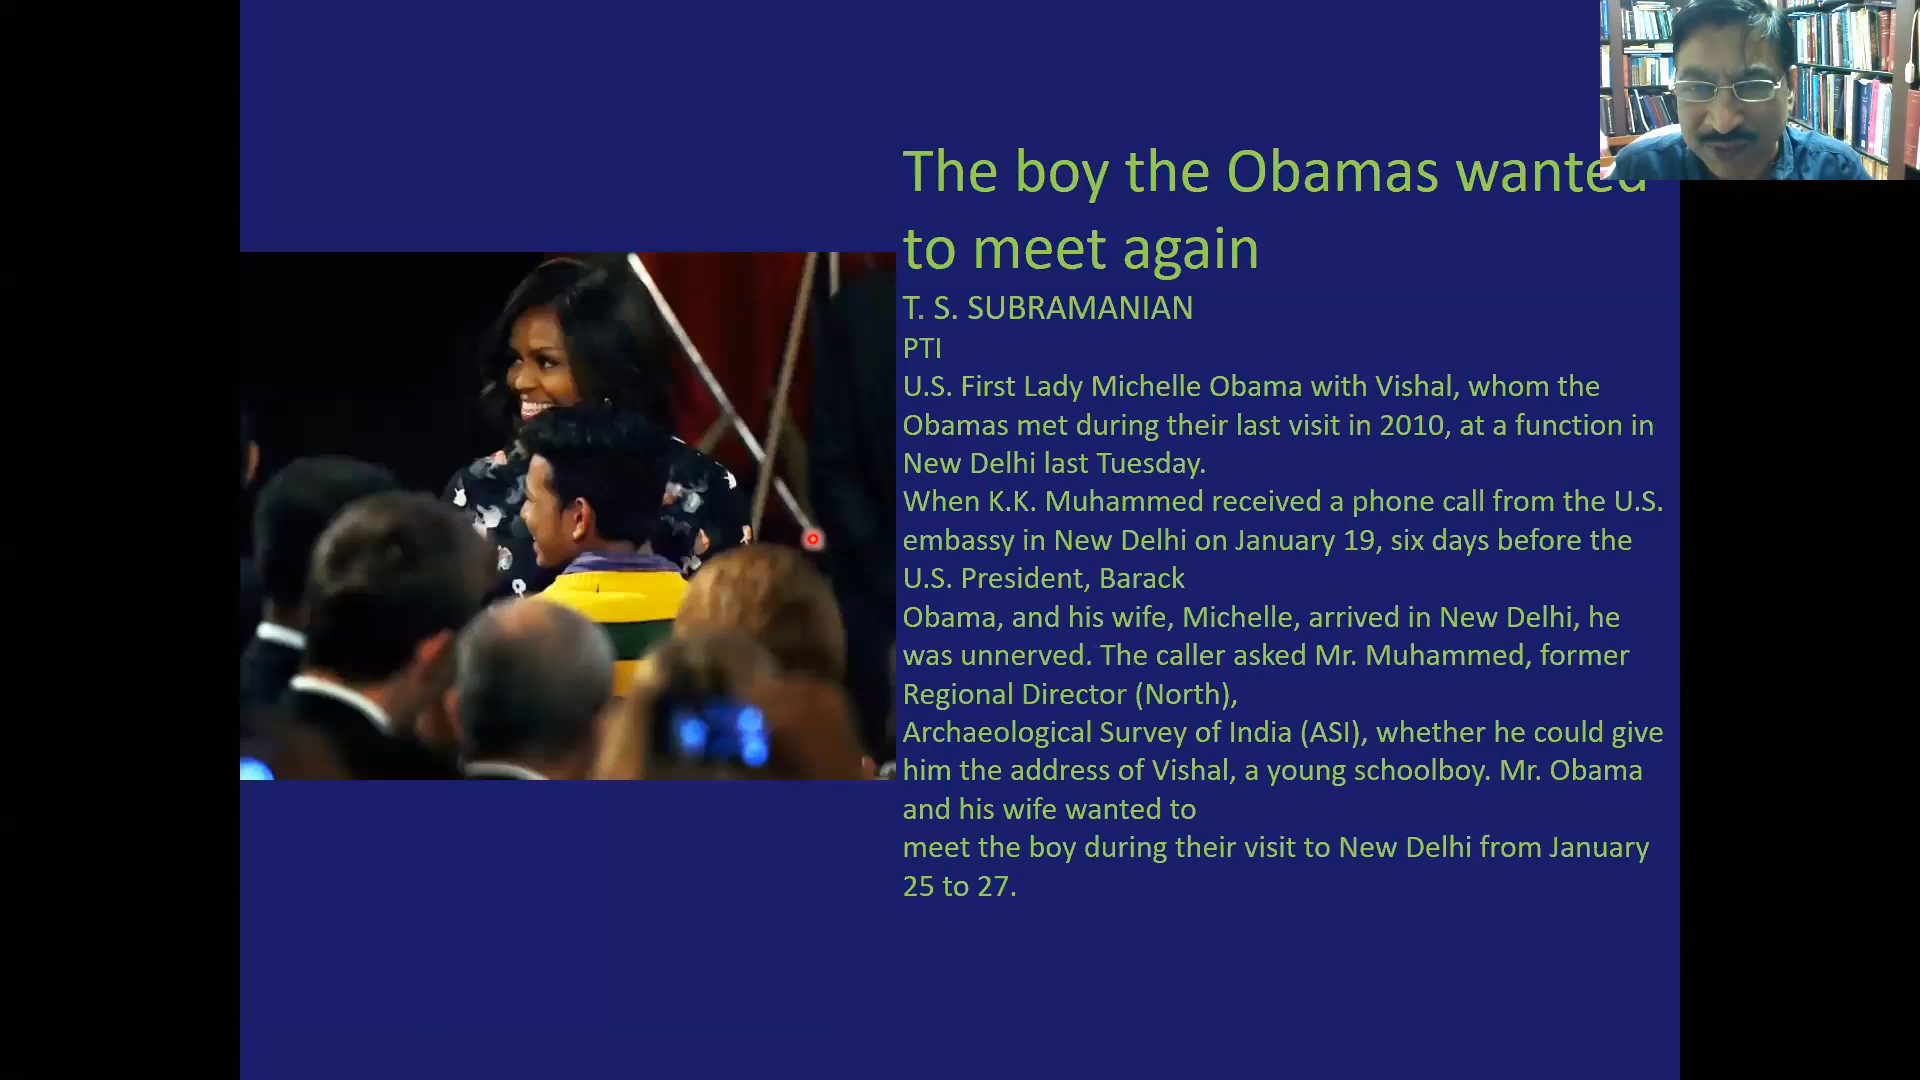 The boy the Obamas wanted
to meet again
T. S. SUBRAMANIAN
PTI
U.S. First Lady Michelle Obama with Vishal, whom the
Obamas met during their last visit in 2010, at a function in
New Delhi last Tuesday.
When K.K. Muhammed received a phone call from the U.S.
embassy in New Delhi on January 19, six days before the
U.S. President, Barack
Obama, and his wife, Michelle, arrived in New Delhi, he
was unnerved. The caller asked Mr. Muhammed, former
Regional Director (North),
Archaeological Survey of India (ASI), whether he could give
him the address of Vishal, a young schoolboy. Mr. Obama
and his wife wanted to
meet the boy during their visit to New Delhi from January
25 to 27.